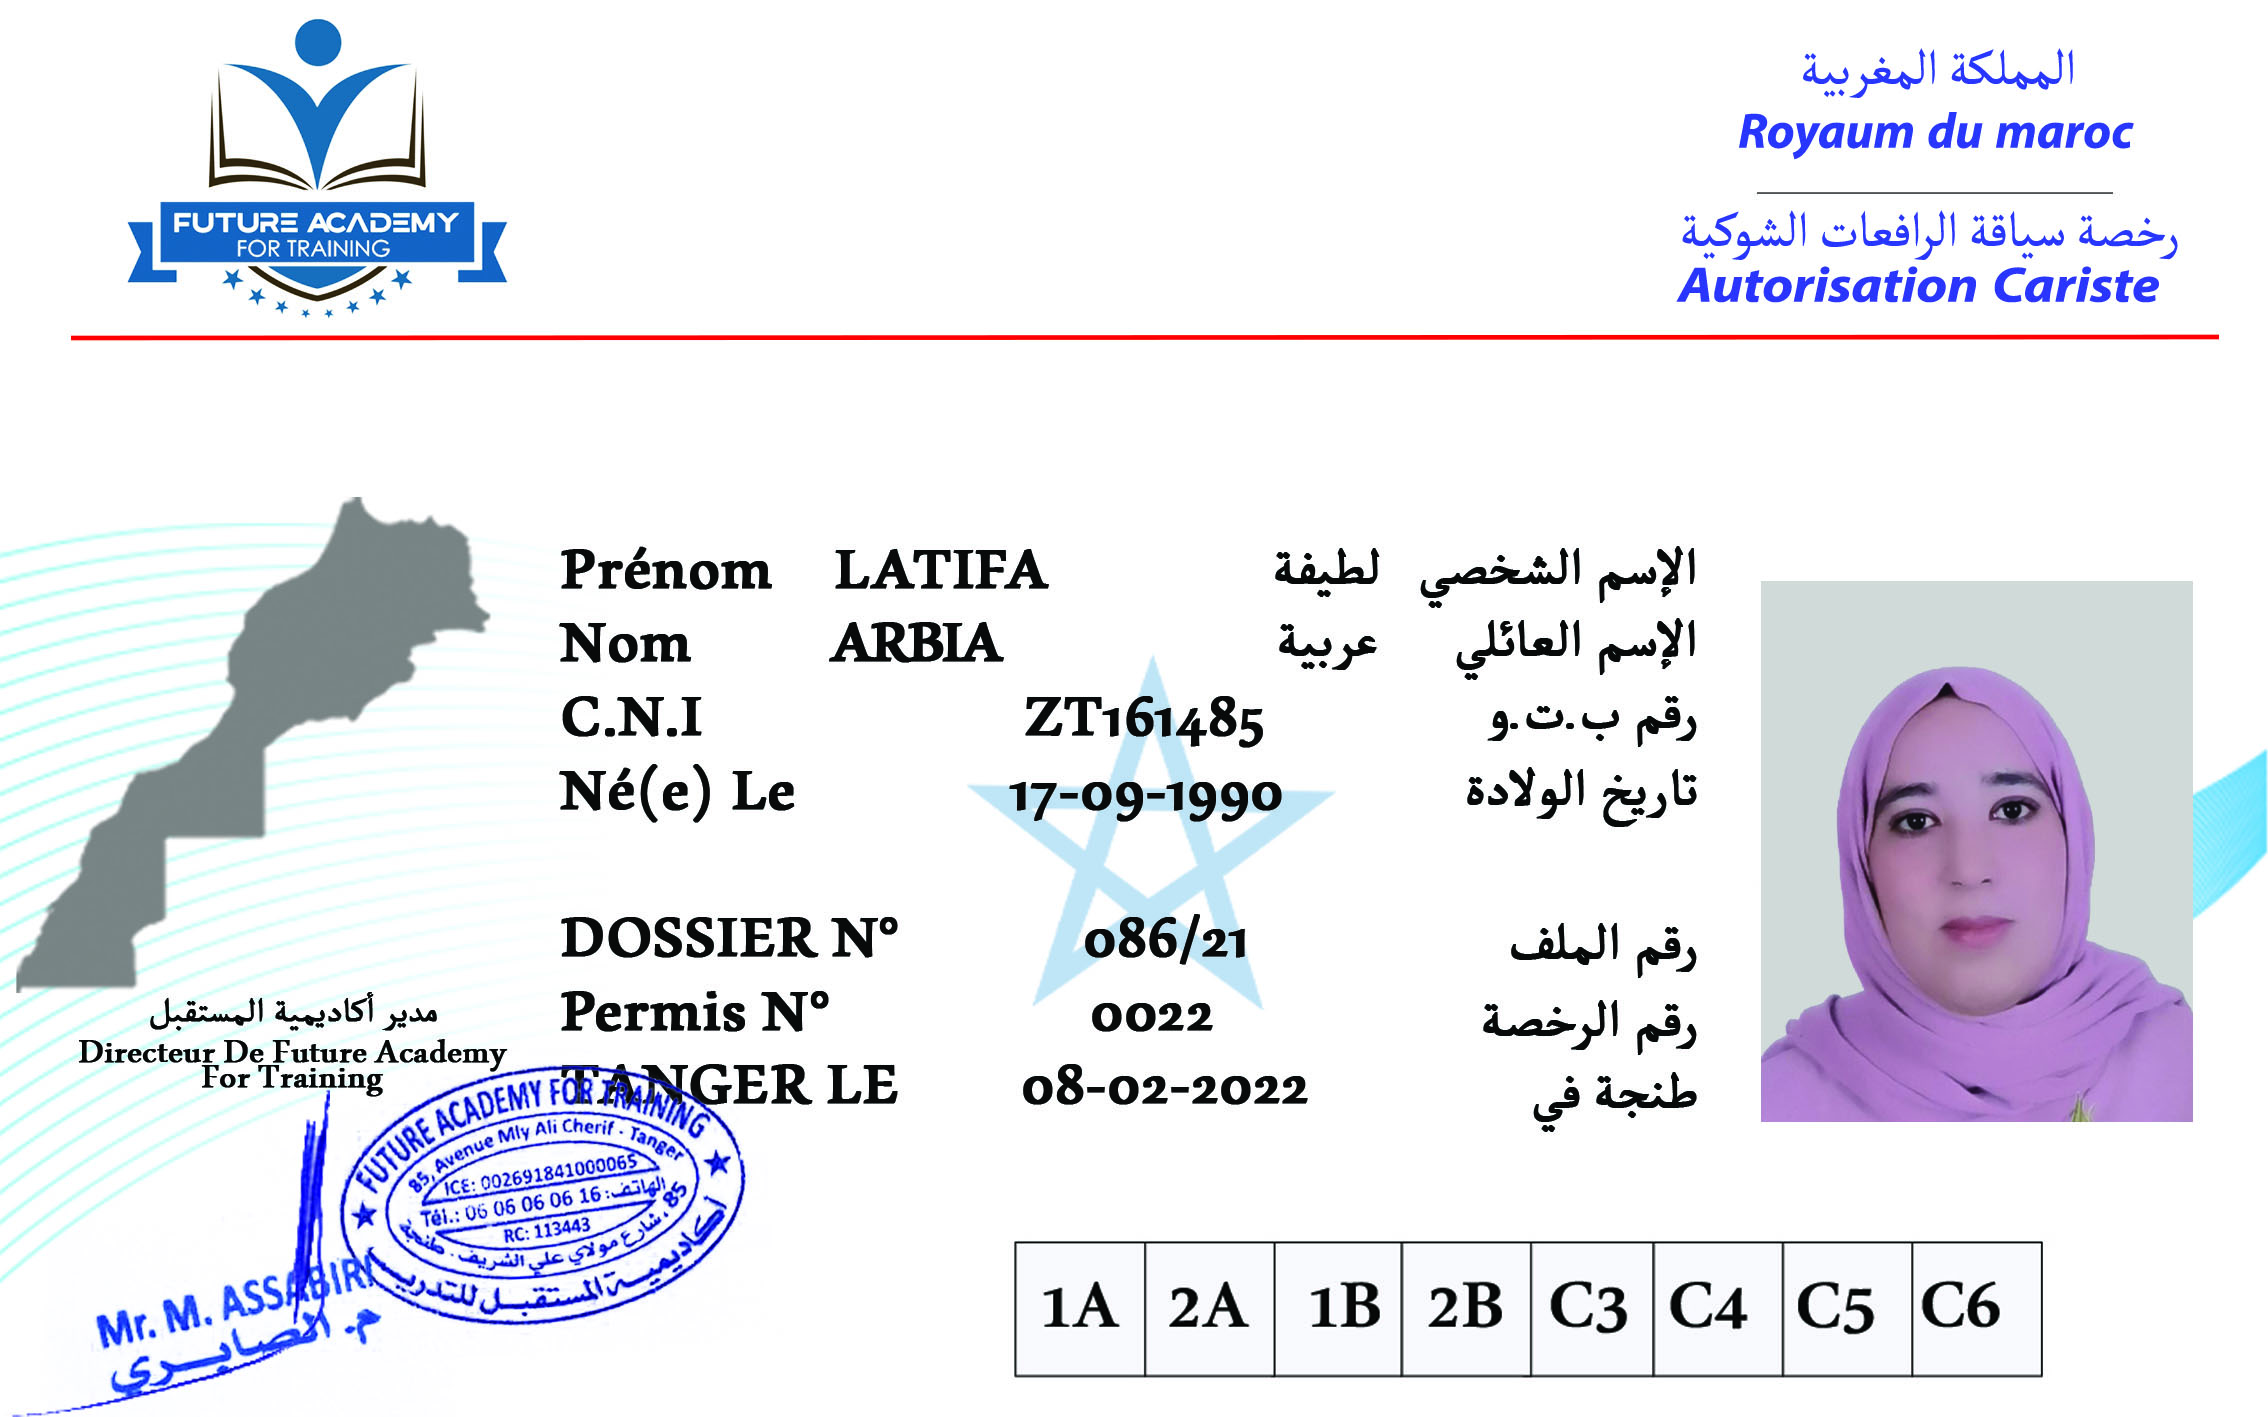 FUTURE ACADEMY
FOR TRAINING
المملكة المغربية
Royaum du maroc
رخصة سياقة الرافعات الشوكية
Autorisation Cariste
Prénom LATIFA لطيفة الإسم الشخصي
Nom ARBIA عربية الإسم العائلي
C.N.I ZT161485 رقم ب.ت.و
Né(e) Le 17-09-1990 تاريخ الولادة
DOSSIER N° 086/21 رقم الملف
Permis N° 0022 رقم الرخصة
TANGER LE 08-02-2022 طنجة في
مدير أكاديمية المستقبل
Directeur De Future Academy
For Training
FUTURE ACADEMY FOR TRAINING
85, Avenue Mly Ali Cherif - Tanger
ICE: 002691841000065
Tél.: 06 06 06 06 16 :الهاتف
RC: 113443
85، شارع مولاي علي الشريف - طنجة
أكاديمية المستقبل للتدريب
Mr. M. ASSABIRI
م. الصابري
1A 2A 1B 2B C3 C4 C5 C6